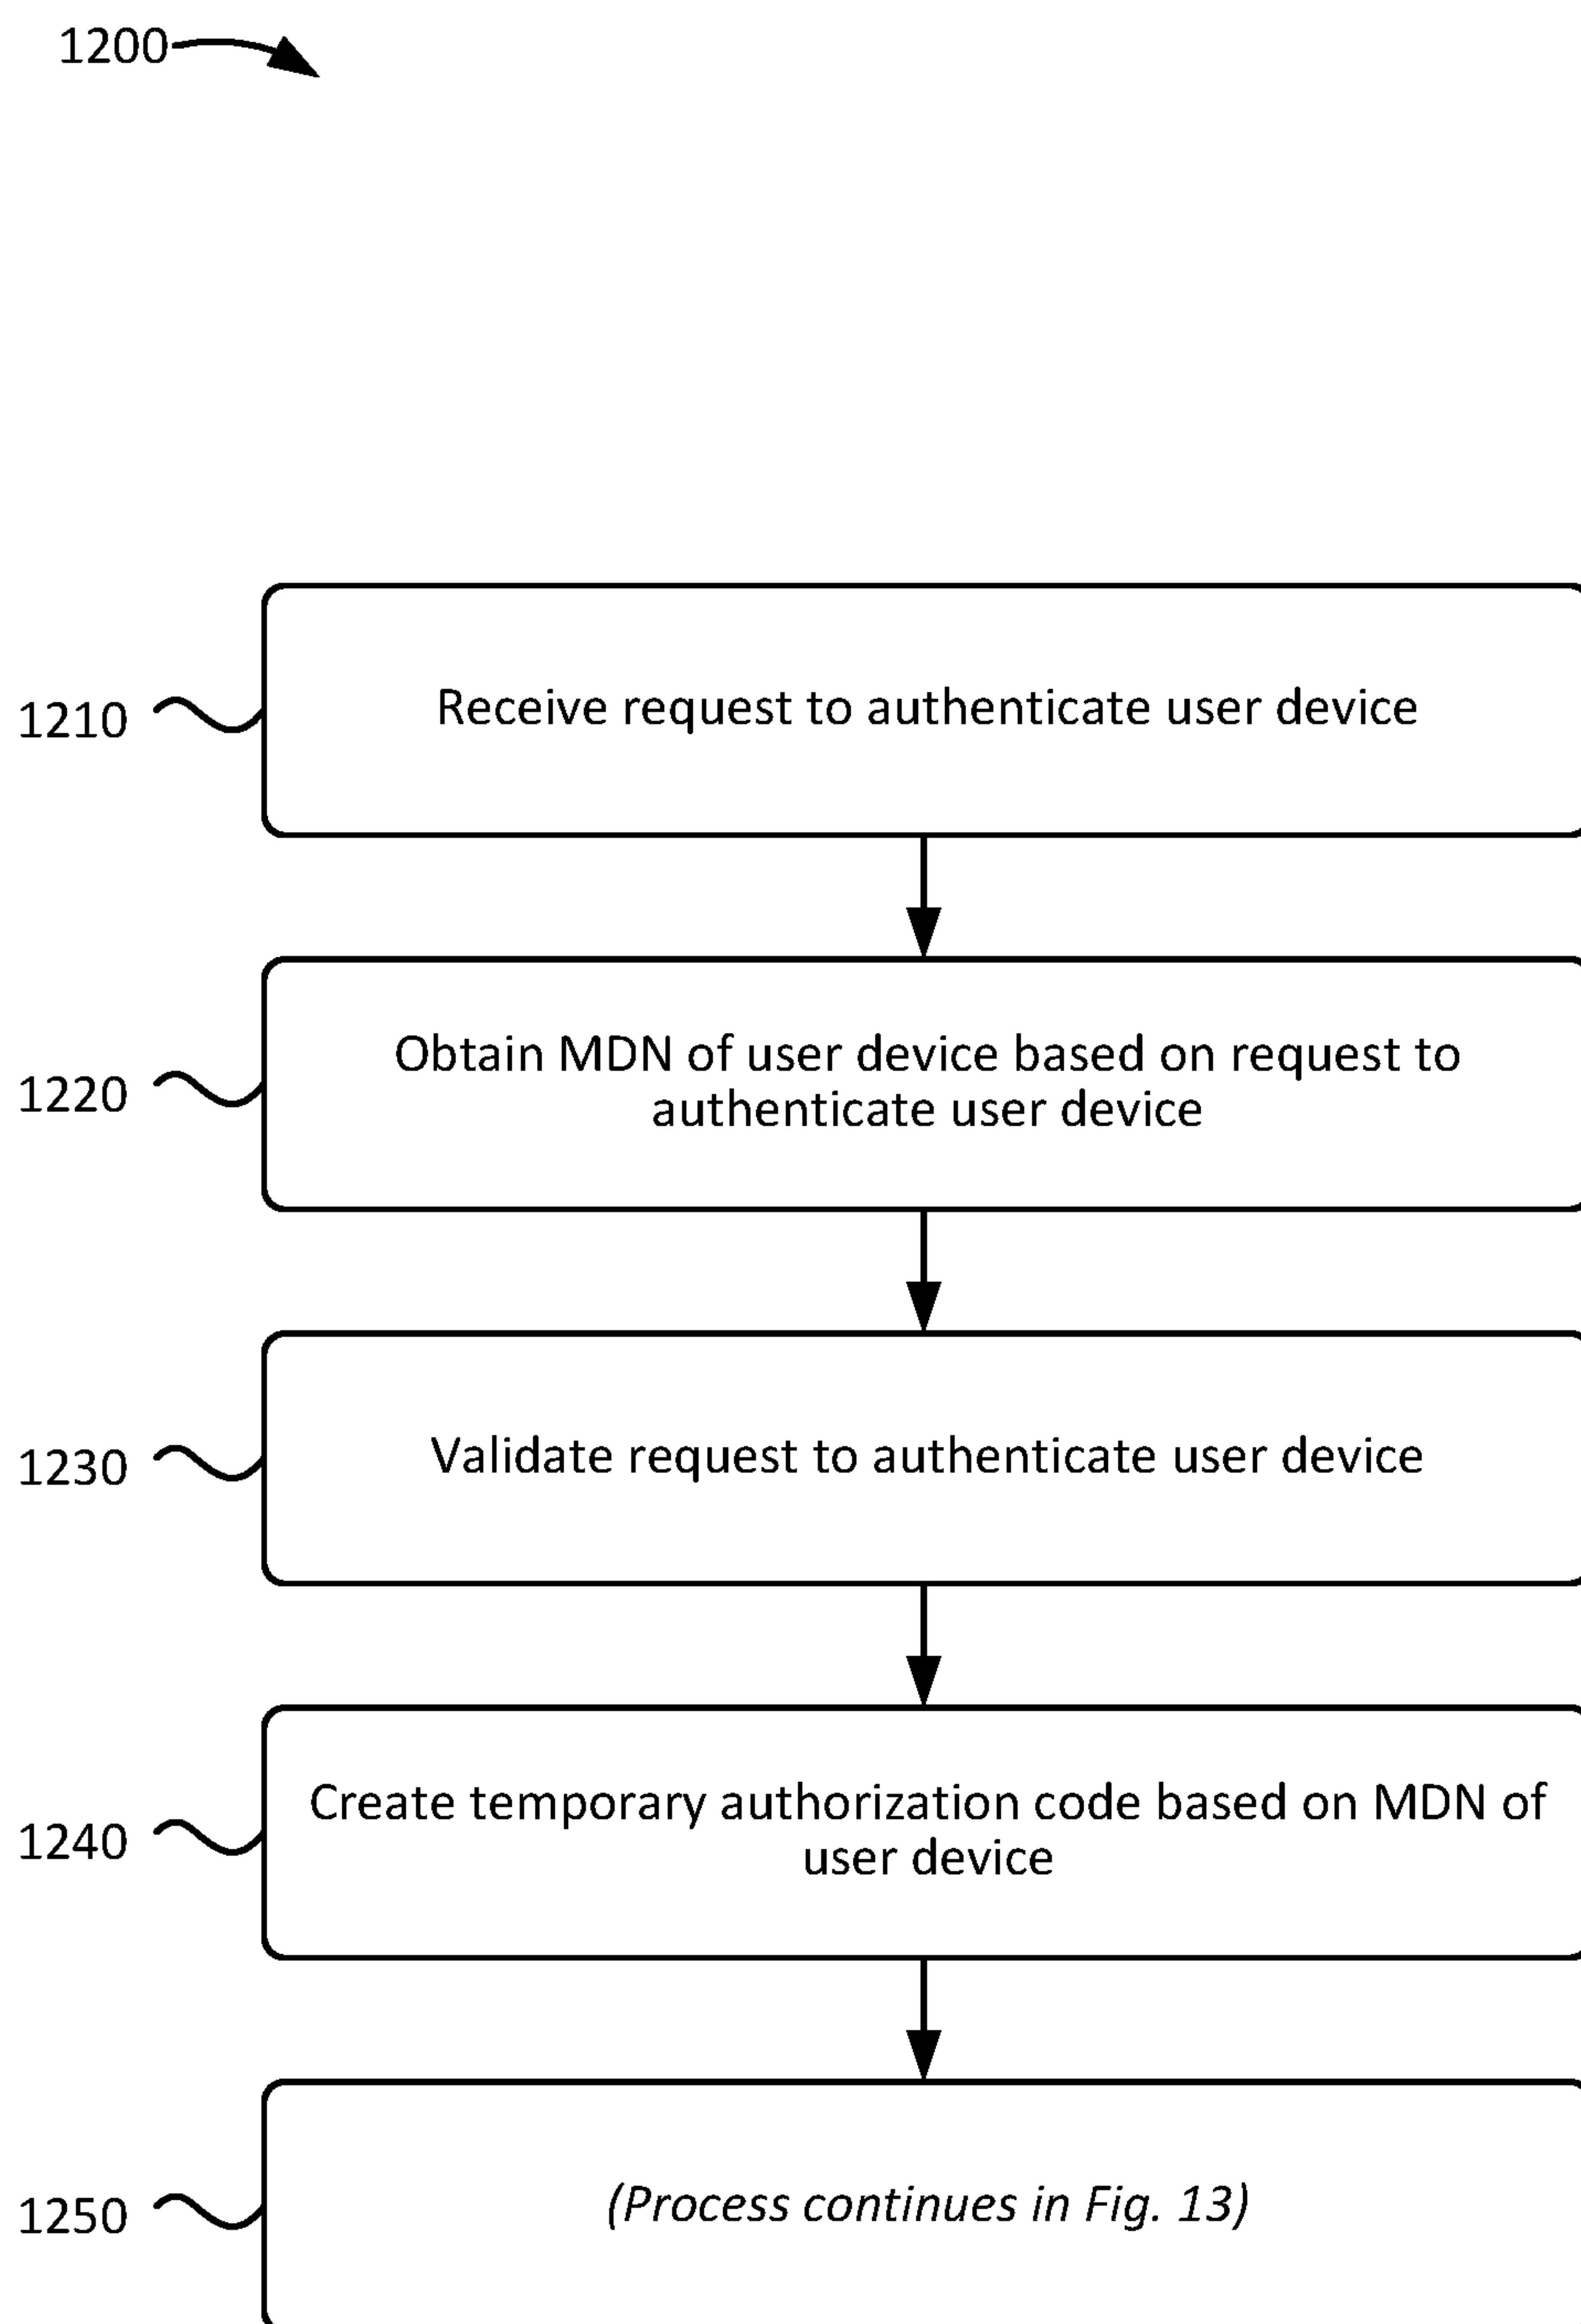 1200
1210
Receive request to authenticate user device
1220
Obtain MDN of user device based on request to
authenticate user device
1230
Validate request to authenticate user device
1240
Create temporary authorization code based on MDN of
user device
1250
(Process continues in Fig. 13)